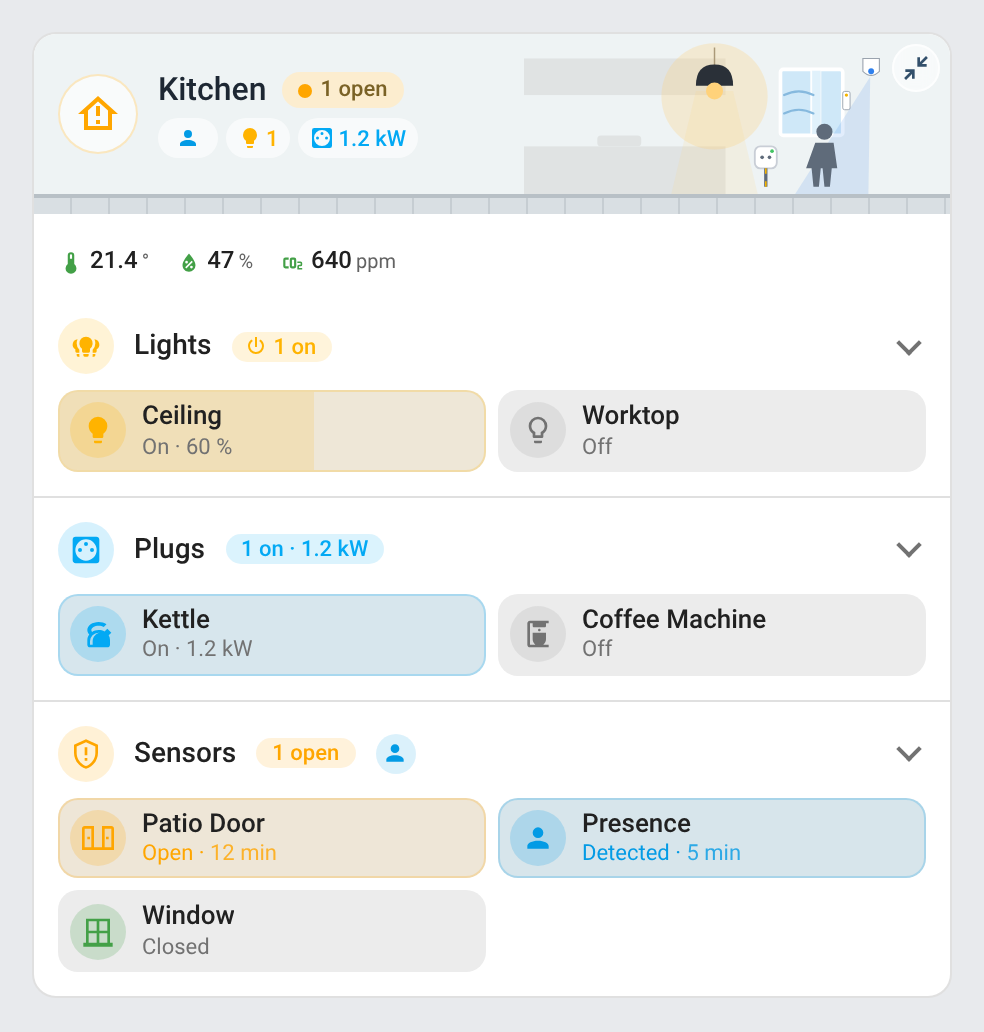 Kitchen
1 open
1
1.2 kW
21.4 °
47 %
CO₂ 640 ppm
Lights
1 on
Ceiling
On · 60 %
Worktop
Off
Plugs
1 on · 1.2 kW
Kettle
On · 1.2 kW
Coffee Machine
Off
Sensors
1 open
Patio Door
Open · 12 min
Presence
Detected · 5 min
Window
Closed